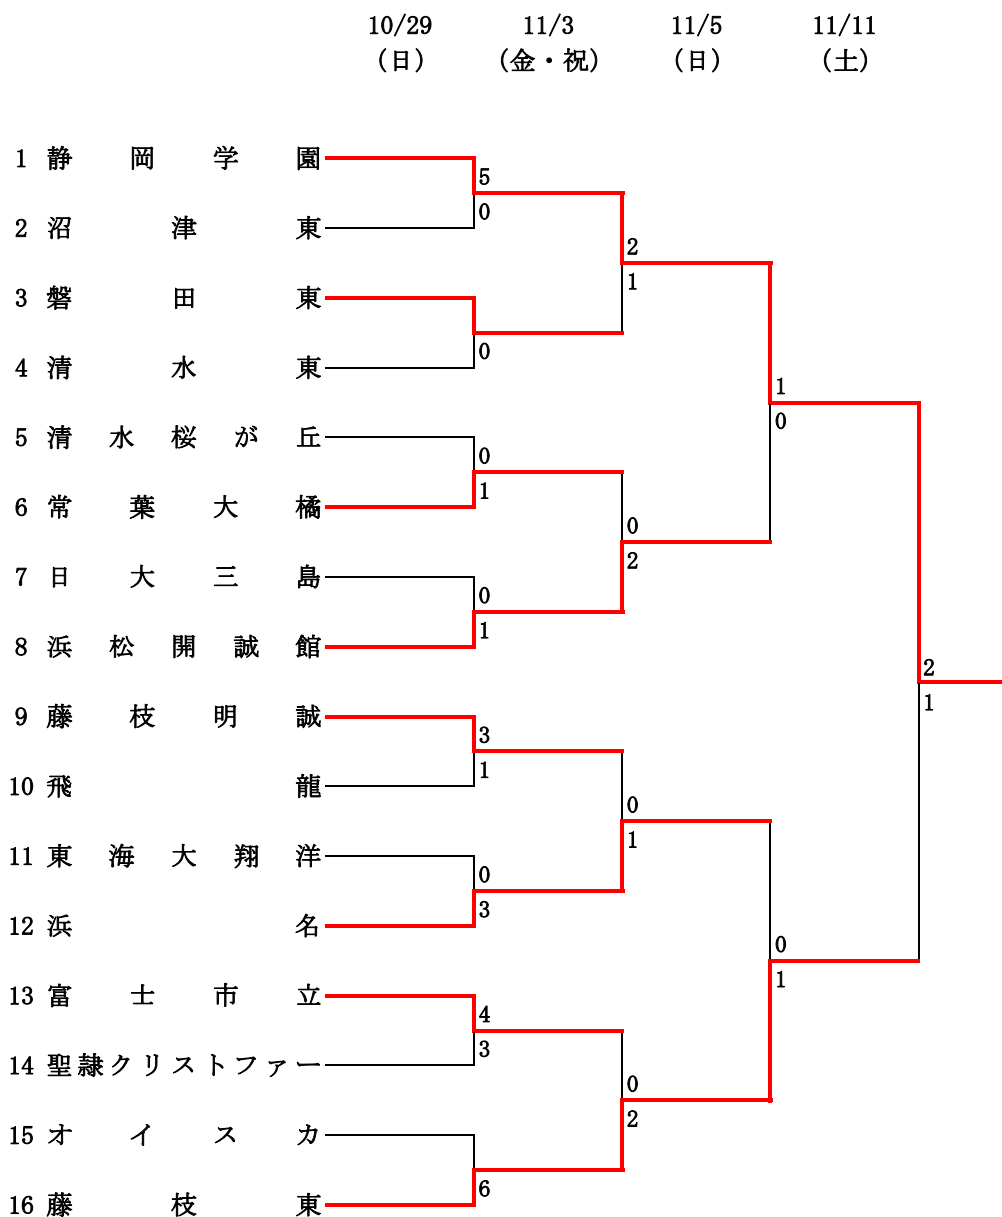 10/29 11/3 11/5 11/11
(日) (金・祝) (日) (土)
1 静岡学園
5
0
2 沼津東
2
1
3 磐田東
0
4 清水東
1
0
5 清水桜が丘
0
1
6 常葉大橘
0
2
7 日大三島
0
1
8 浜松開誠館
2
1
9 藤枝明誠
3
1
10 飛龍
0
1
11 東海大翔洋
0
3
12 浜名
0
1
13 富士市立
4
3
14 聖隷クリストファー
0
2
15 オイスカ
6
16 藤枝東